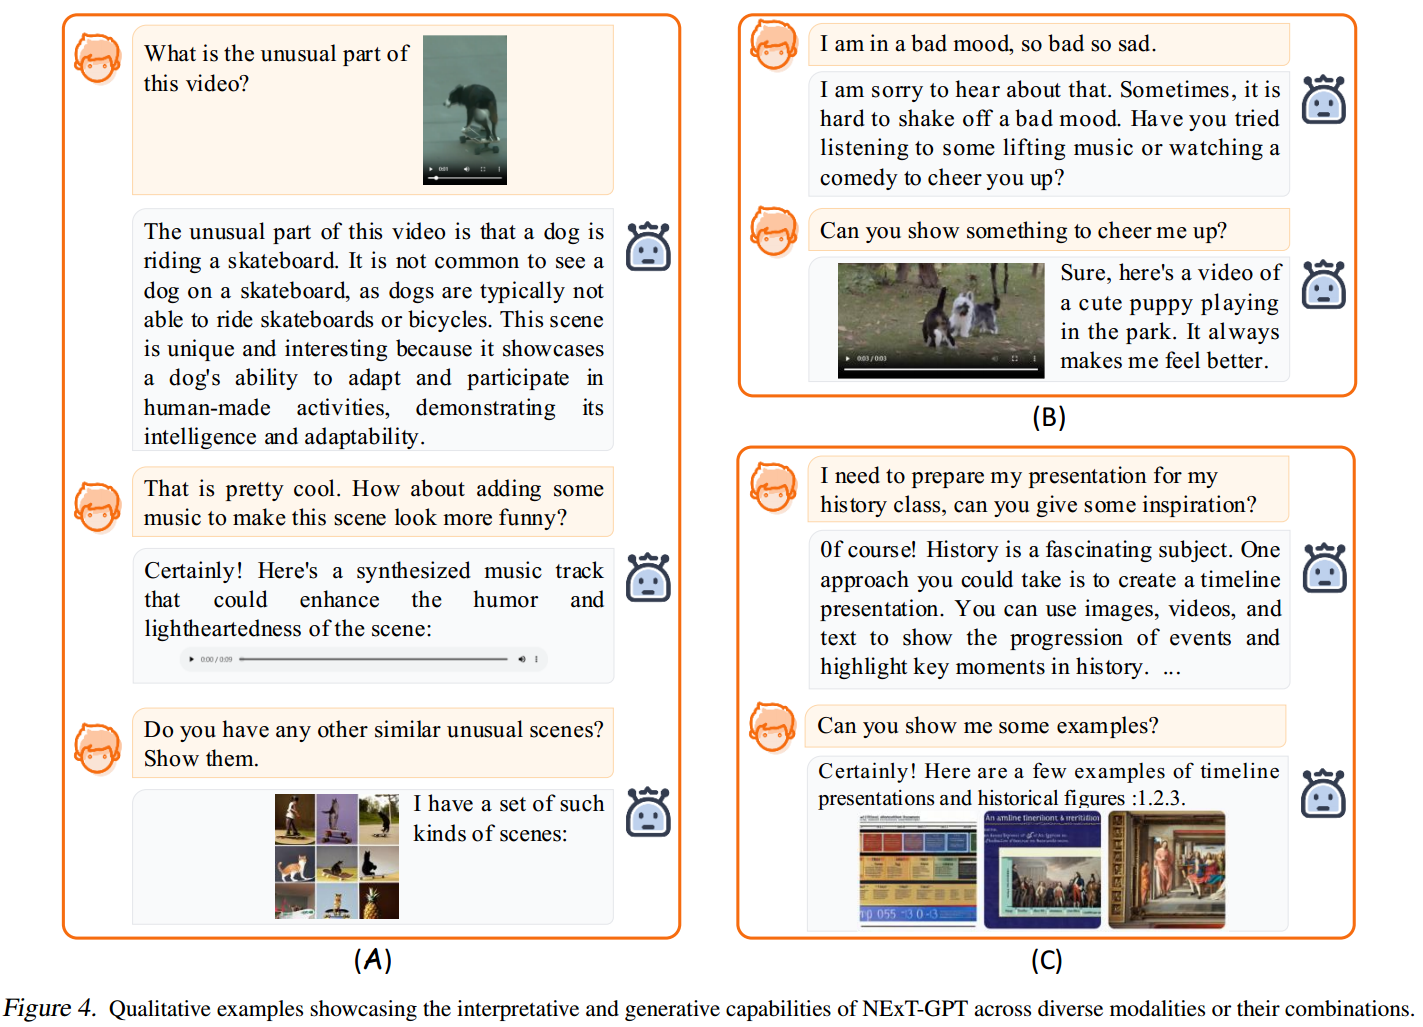 What is the unusual part of
this video?
0:01
The unusual part of this video is that a dog is
riding a skateboard. It is not common to see a
dog on a skateboard, as dogs are typically not
able to ride skateboards or bicycles. This scene
is unique and interesting because it showcases
a dog's ability to adapt and participate in
human-made activities, demonstrating its
intelligence and adaptability.
That is pretty cool. How about adding some
music to make this scene look more funny?
Certainly! Here's a synthesized music track
that could enhance the humor and
lightheartedness of the scene:
0:00 / 0:09
Do you have any other similar unusual scenes?
Show them.
I have a set of such
kinds of scenes:
(A)
I am in a bad mood, so bad so sad.
I am sorry to hear about that. Sometimes, it is
hard to shake off a bad mood. Have you tried
listening to some lifting music or watching a
comedy to cheer you up?
Can you show something to cheer me up?
0:03 / 0:03
Sure, here's a video of
a cute puppy playing
in the park. It always
makes me feel better.
(B)
I need to prepare my presentation for my
history class, can you give some inspiration?
0f course! History is a fascinating subject. One
approach you could take is to create a timeline
presentation. You can use images, videos, and
text to show the progression of events and
highlight key moments in history. ...
Can you show me some examples?
Certainly! Here are a few examples of timeline
presentations and historical figures :1.2.3.
An amline
(C)
Figure 4. Qualitative examples showcasing the interpretative and generative capabilities of NExT-GPT across diverse modalities or their combinations.